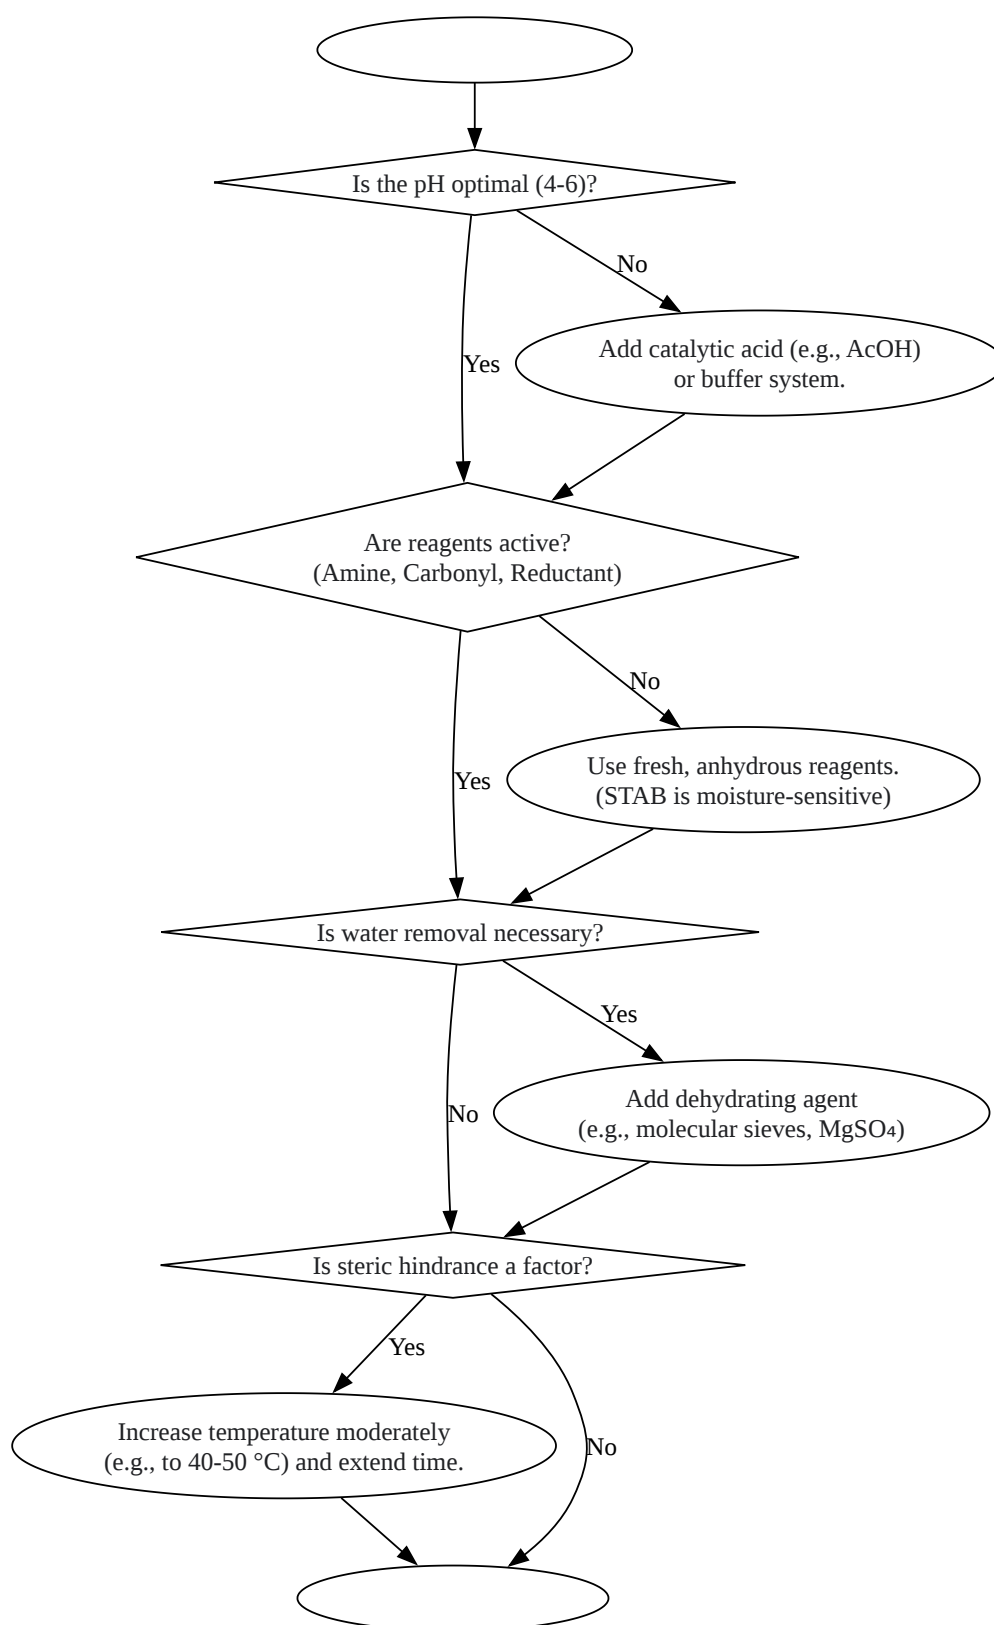 Is the pH optimal (4-6)?
No
Add catalytic acid (e.g., AcOH)
or buffer system.
Yes
Are reagents active?
(Amine, Carbonyl, Reductant)
No
Use fresh, anhydrous reagents.
(STAB is moisture-sensitive)
Yes
Is water removal necessary?
Yes
Add dehydrating agent
(e.g., molecular sieves, MgSO₄)
No
Is steric hindrance a factor?
Yes
Increase temperature moderately
(e.g., to 40-50 °C) and extend time.
No